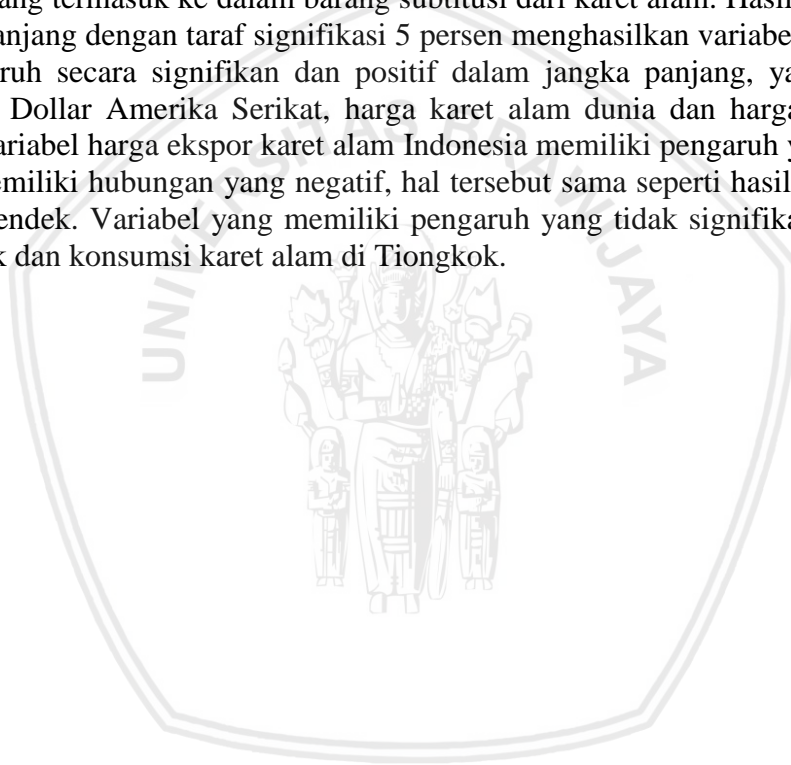 ang termasuk ke dalam barang subtitusi dari karet alam. Hasil
anjang dengan taraf signifikasi 5 persen menghasilkan variabel
ruh secara signifikan dan positif dalam jangka panjang, ya
Dollar Amerika Serikat, harga karet alam dunia dan harga
ariabel harga ekspor karet alam Indonesia memiliki pengaruh y
emiliki hubungan yang negatif, hal tersebut sama seperti hasil
endek. Variabel yang memiliki pengaruh yang tidak signifika
k dan konsumsi karet alam di Tiongkok.
UNIVERSITAS BRAWIJAYA